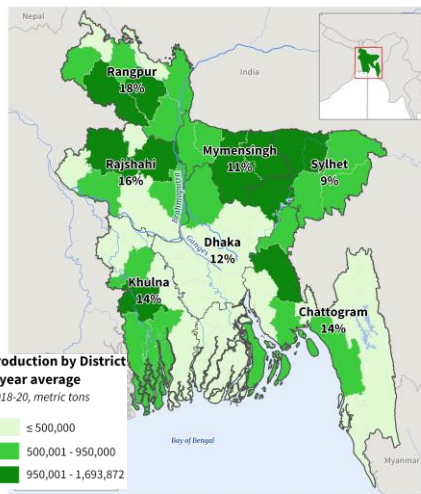 Nepal
India
Rangpur
18%
Rajshahi
16%
Mymensingh
11%
Sylhet
9%
Brahmaputra
Ganges
Dhaka
12%
Khulna
14%
Chattogram
14%
roduction by District
year average
018-20, metric tons
≤ 500,000
500,001 - 950,000
950,001 - 1,693,872
Bay of Bengal
Myanmar